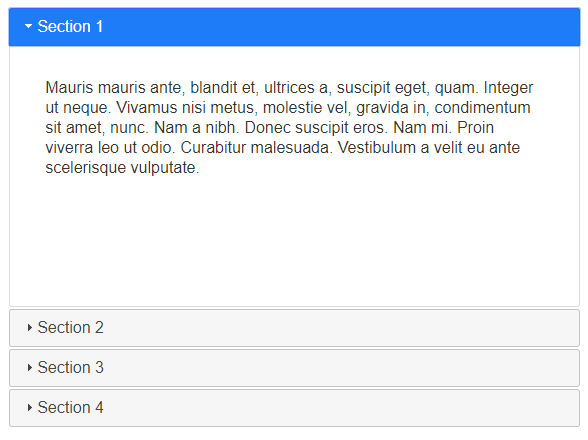 Section 1
Mauris mauris ante, blandit et, ultrices a, suscipit eget, quam. Integer
ut neque. Vivamus nisi metus, molestie vel, gravida in, condimentum
sit amet, nunc. Nam a nibh. Donec suscipit eros. Nam mi. Proin
viverra leo ut odio. Curabitur malesuada. Vestibulum a velit eu ante
scelerisque vulputate.
Section 2
Section 3
Section 4